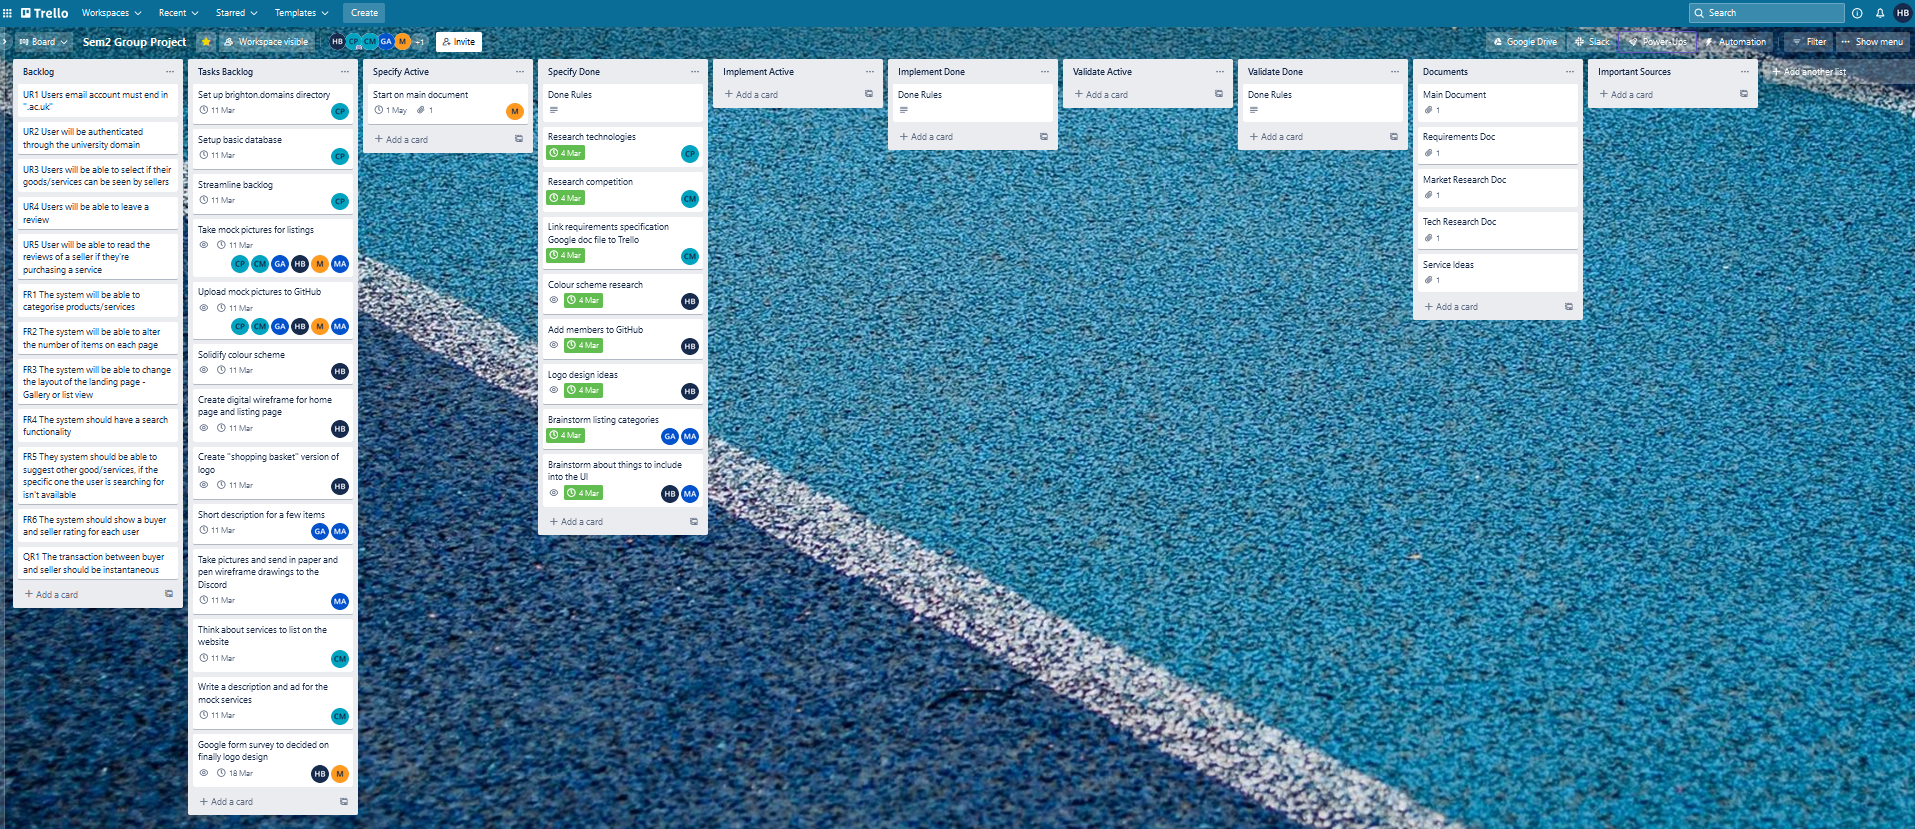 Trello
Workspaces
Recent
Starred
Templates
Create
Search
HB
Board
Sem2 Group Project
Workspace visible
HB CP CM GA M +1
Invite
Google Drive
Slack
Power-Ups
Automation
Filter
Show menu
Backlog
UR1 Users email account must end in
".ac.uk"
UR2 User will be authenticated
through the university domain
UR3 Users will be able to select if their
goods/services can be seen by sellers
UR4 Users will be able to leave a
review
UR5 User will be able to read the
reviews of a seller if they're
purchasing a service
FR1 The system will be able to
categorise products/services
FR2 The system will be able to alter
the number of items on each page
FR3 The system will be able to change
the layout of the landing page -
Gallery or list view
FR4 The system should have a search
functionality
FR5 They system should be able to
suggest other good/services, if the
specific one the user is searching for
isn't available
FR6 The system should show a buyer
and seller rating for each user
QR1 The transaction between buyer
and seller should be instantaneous
+ Add a card
Tasks Backlog
Set up brighton.domains directory
11 Mar
CP
Setup basic database
11 Mar
CP
Streamline backlog
11 Mar
CP
Take mock pictures for listings
11 Mar
CP CM GA HB M MA
Upload mock pictures to GitHub
11 Mar
CP CM GA HB M MA
Solidify colour scheme
11 Mar
HB
Create digital wireframe for home
page and listing page
11 Mar
HB
Create "shopping basket" version of
logo
11 Mar
HB
Short description for a few items
11 Mar
GA MA
Take pictures and send in paper and
pen wireframe drawings to the
Discord
11 Mar
MA
Think about services to list on the
website
11 Mar
CM
Write a description and ad for the
mock services
11 Mar
CM
Google form survey to decided on
finally logo design
18 Mar
HB M
+ Add a card
Specify Active
Start on main document
1 May 1
M
+ Add a card
Specify Done
Done Rules
Research technologies
4 Mar
CP
Research competition
4 Mar
CM
Link requirements specification
Google doc file to Trello
4 Mar
CM
Colour scheme research
4 Mar
HB
Add members to GitHub
4 Mar
HB
Logo design ideas
4 Mar
HB
Brainstorm listing categories
4 Mar
GA MA
Brainstorm about things to include
into the UI
4 Mar
HB MA
+ Add a card
Implement Active
+ Add a card
Implement Done
Done Rules
+ Add a card
Validate Active
+ Add a card
Validate Done
Done Rules
+ Add a card
Documents
Main Document
1
Requirements Doc
1
Market Research Doc
1
Tech Research Doc
1
Service Ideas
1
+ Add a card
Important Sources
+ Add a card
+ Add another list